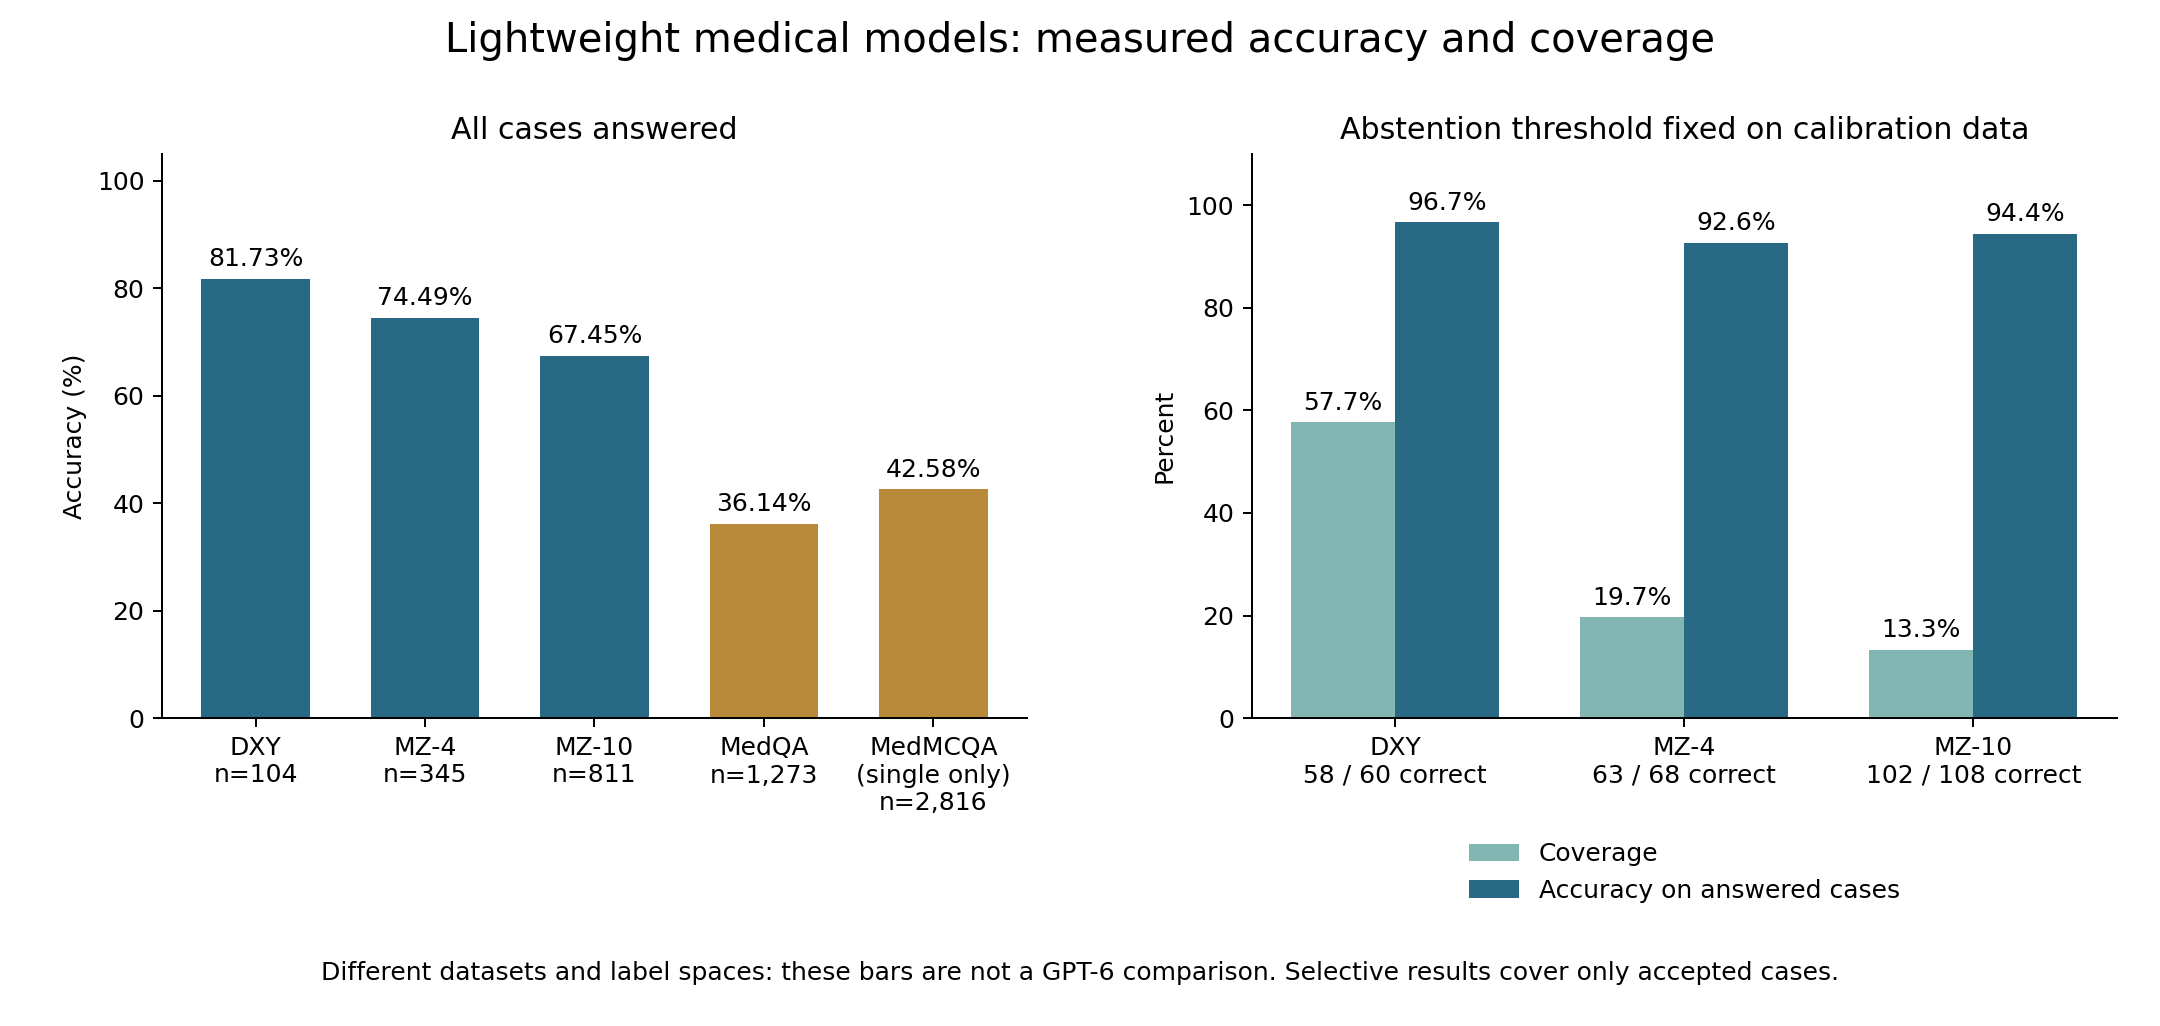 Lightweight medical models: measured accuracy and coverage
All cases answered
Accuracy (%)
100
80
60
40
20
0
81.73%
74.49%
67.45%
36.14%
42.58%
DXY
n=104
MZ-4
n=345
MZ-10
n=811
MedQA
n=1,273
MedMCQA
(single only)
n=2,816
Abstention threshold fixed on calibration data
Percent
100
80
60
40
20
0
57.7%
96.7%
19.7%
92.6%
13.3%
94.4%
DXY
58 / 60 correct
MZ-4
63 / 68 correct
MZ-10
102 / 108 correct
Coverage
Accuracy on answered cases
Different datasets and label spaces: these bars are not a GPT-6 comparison. Selective results cover only accepted cases.